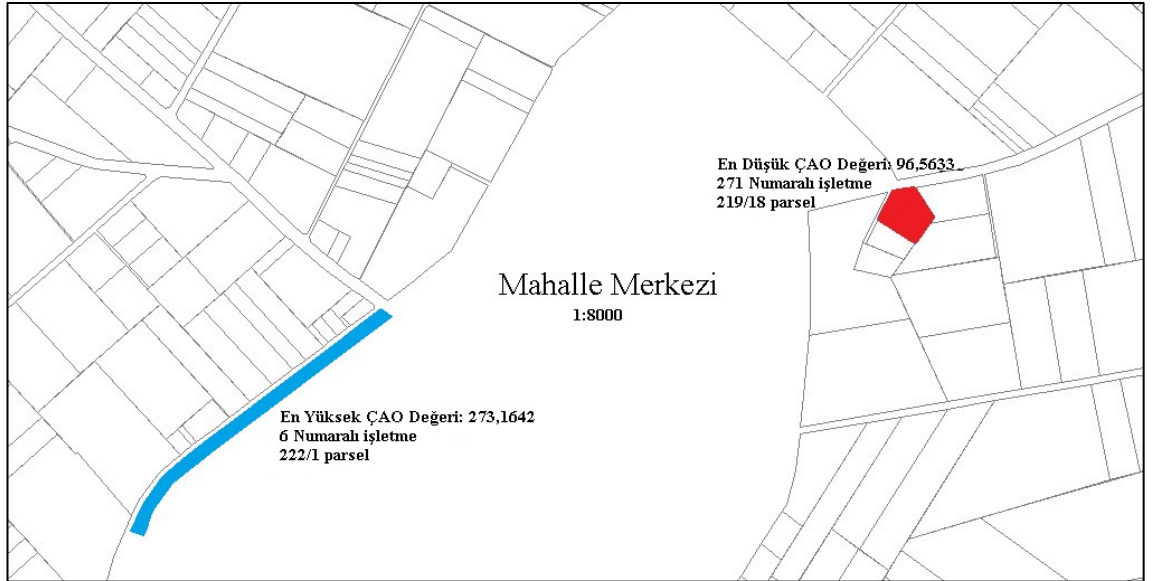 En Düşük ÇAO Değeri: 96,5633
271 Numaralı işletme
219/18 parsel
Mahalle Merkezi
1:8000
En Yüksek ÇAO Değeri: 273,1642
6 Numaralı işletme
222/1 parsel